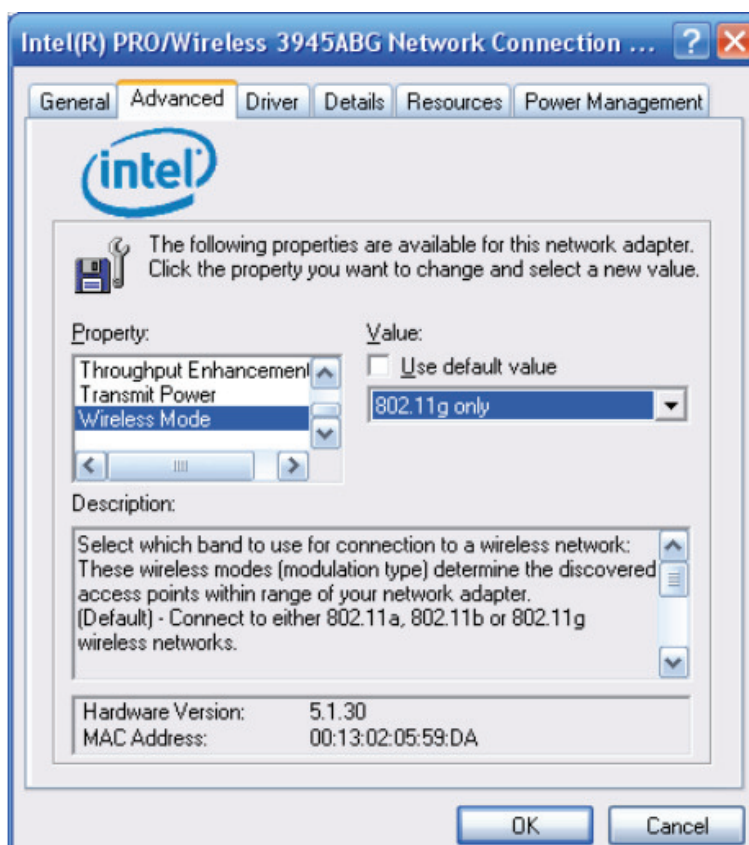 Intel(R) PRO/Wireless 3945ABG Network Connection ...
General Advanced Driver Details Resources Power Management
intel
The following properties are available for this network adapter.
Click the property you want to change and select a new value.
Property:
Throughput Enhancement
Transmit Power
Wireless Mode
Value:
Use default value
802.11g only
Description:
Select which band to use for connection to a wireless network:
These wireless modes (modulation type) determine the discovered
access points within range of your network adapter.
(Default) - Connect to either 802.11a, 802.11b or 802.11g
wireless networks.
Hardware Version: 5.1.30
MAC Address: 00:13:02:05:59:DA
OK Cancel